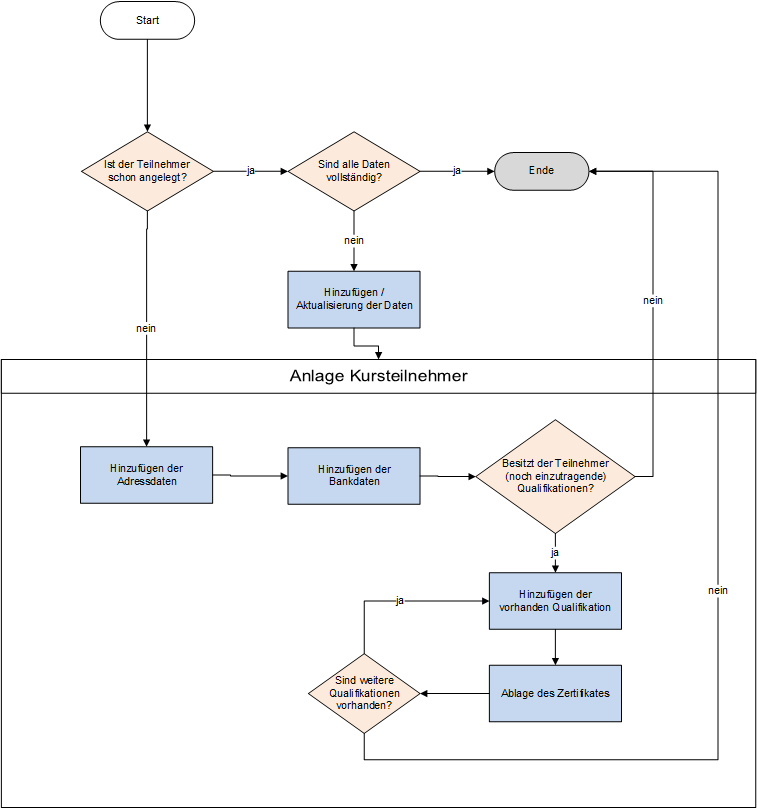 Start
Ist der Teilnehmer
schon angelegt?
ja
Sind alle Daten
vollständig?
ja
Ende
nein
Hinzufügen /
Aktualisierung der Daten
nein
nein
Anlage Kursteilnehmer
Hinzufügen der
Adressdaten
Hinzufügen der
Bankdaten
Besitzt der Teilnehmer
(noch einzutragende)
Qualifikationen?
ja
Hinzufügen der
vorhanden Qualifikation
ja
nein
Sind weitere
Qualifikationen
vorhanden?
Ablage des Zertifikates